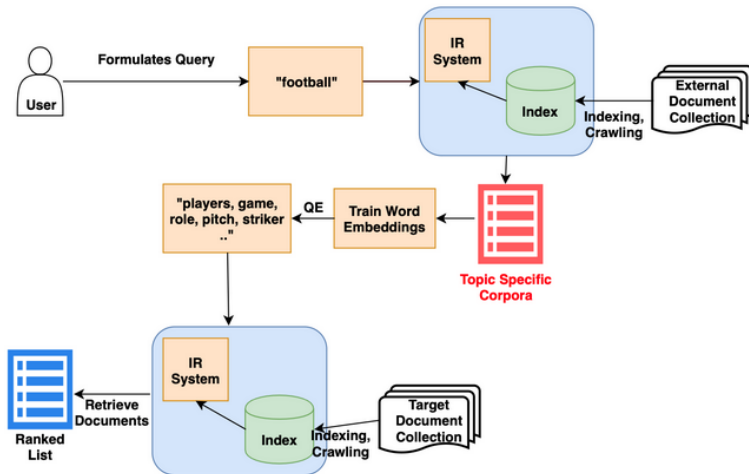 Formulates Query
User
"football"
IR
System
Index
Indexing,
Crawling
External
Document
Collection
"players, game,
role, pitch, striker
.."
QE
Train Word
Embeddings
Topic Specific
Corpora
IR
System
Index
Indexing,
Crawling
Target
Document
Collection
Retrieve
Documents
Ranked
List